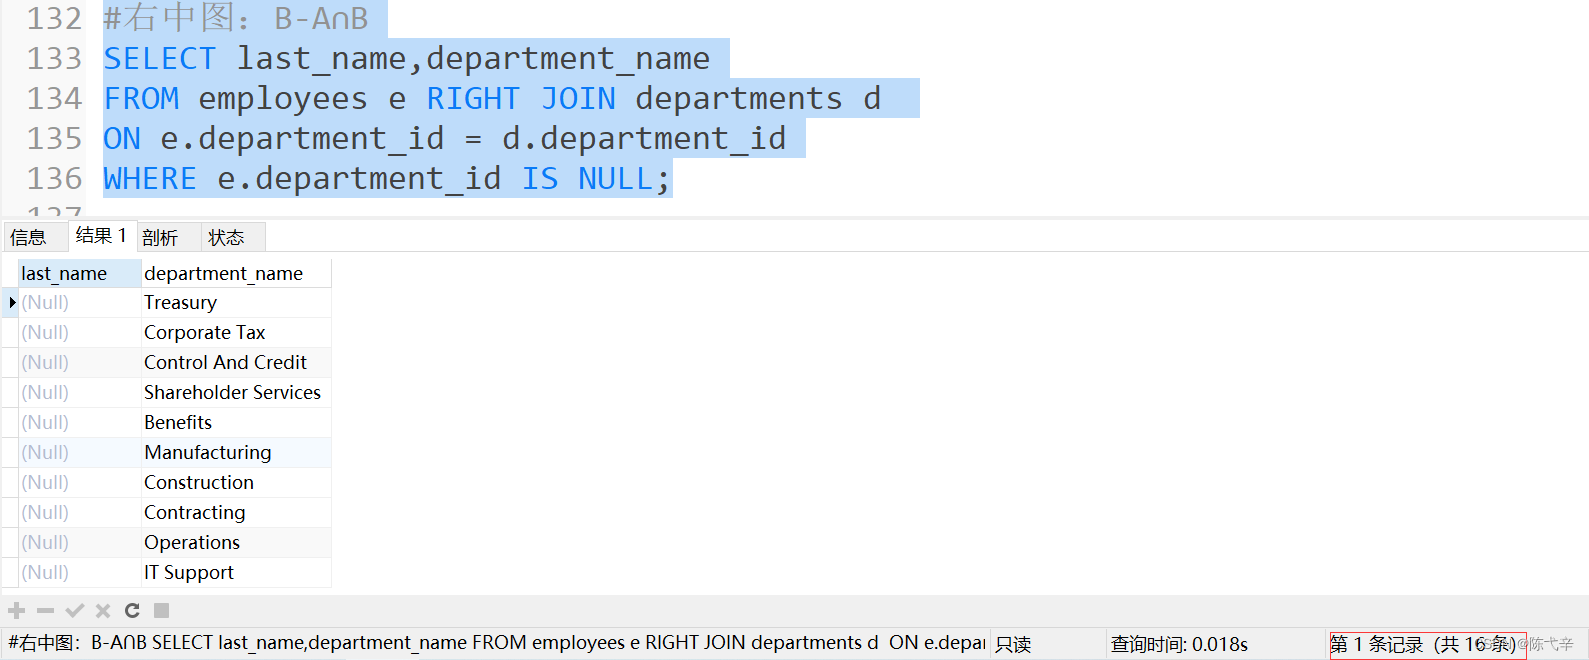 132 #右中图：B-A∩B
133 SELECT last_name,department_name
134 FROM employees e RIGHT JOIN departments d
135 ON e.department_id = d.department_id
136 WHERE e.department_id IS NULL;
137
信息 结果 1 剖析 状态
last_name department_name
(Null) Treasury
(Null) Corporate Tax
(Null) Control And Credit
(Null) Shareholder Services
(Null) Benefits
(Null) Manufacturing
(Null) Construction
(Null) Contracting
(Null) Operations
(Null) IT Support
#右中图：B-A∩B SELECT last_name,department_name FROM employees e RIGHT JOIN departments d ON e.depar 只读 查询时间: 0.018s 第 1 条记录（共 16 条）
CSDN @陈弋辛